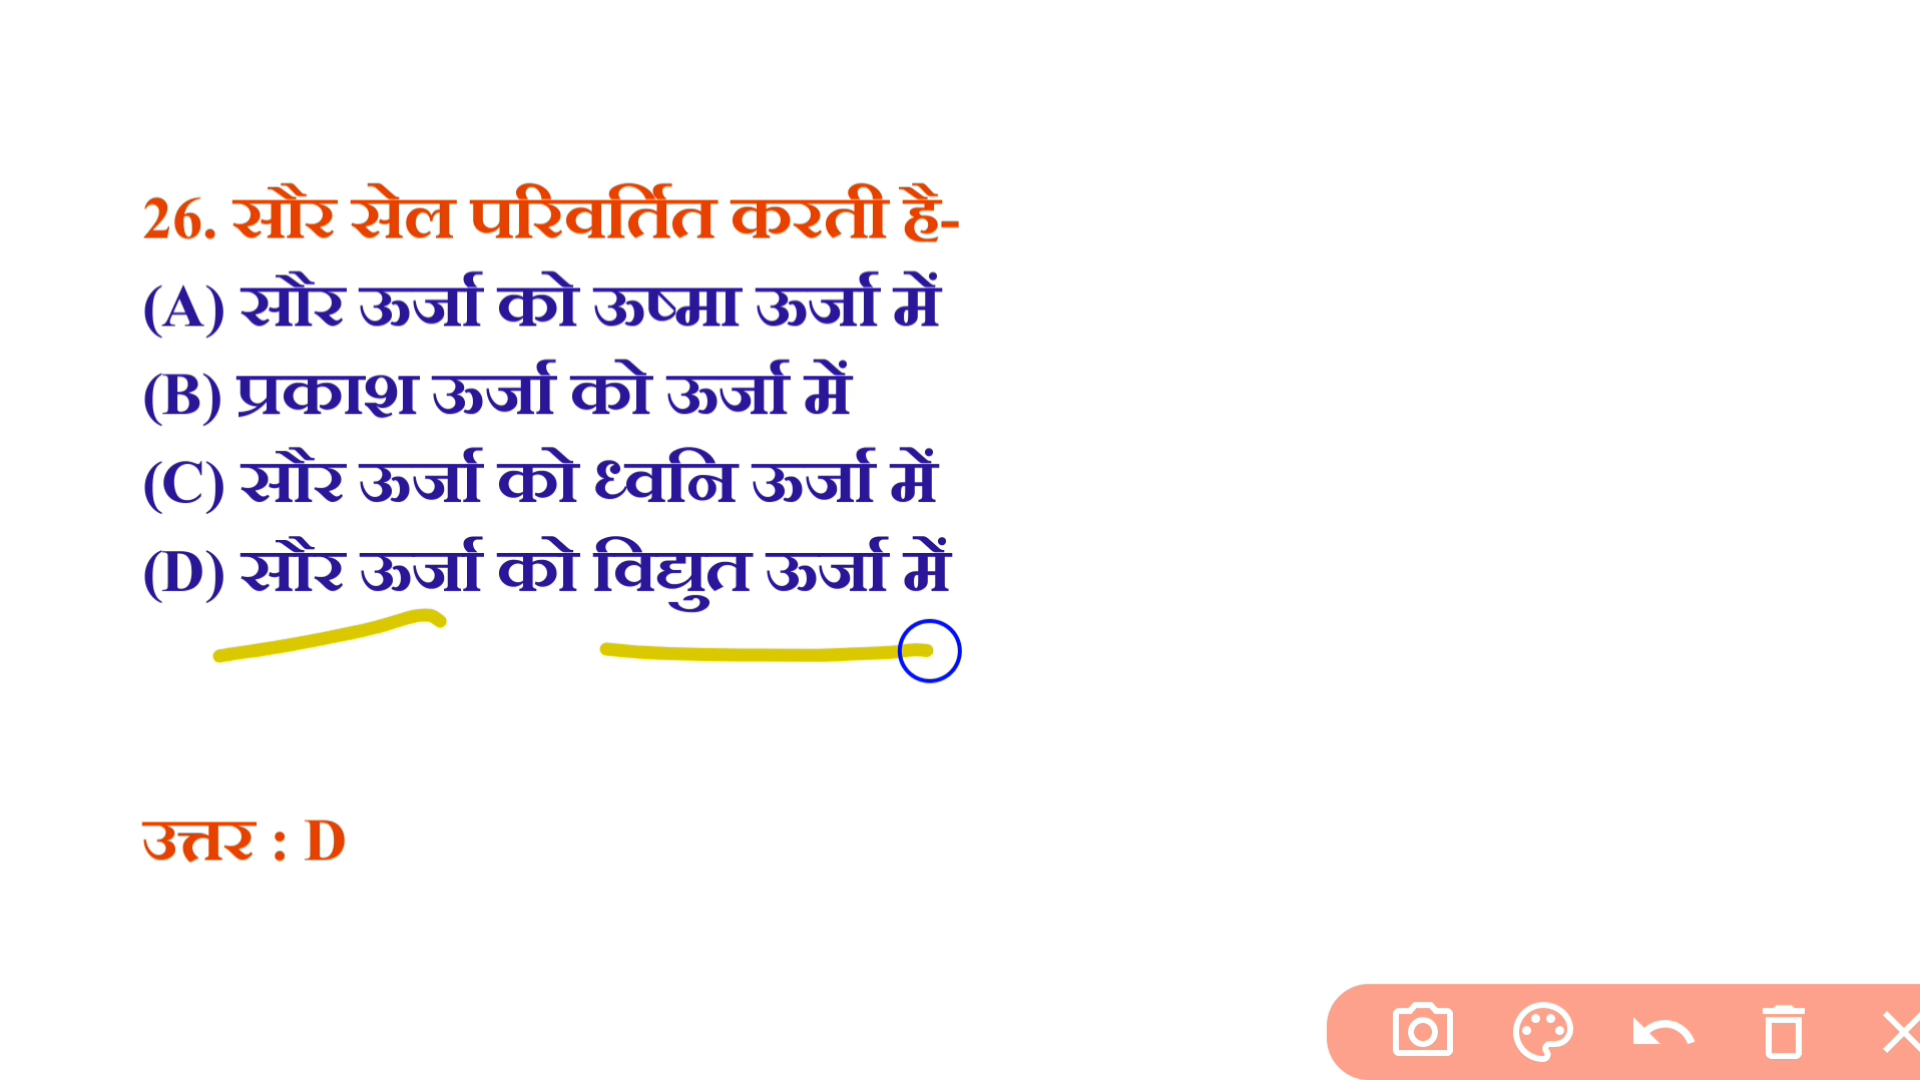 26. सौर सेल परिवर्तित करती है-
(A) सौर ऊर्जा को ऊष्मा ऊर्जा में
(B) प्रकाश ऊर्जा को ऊर्जा में
(C) सौर ऊर्जा को ध्वनि ऊर्जा में
(D) सौर ऊर्जा को विद्युत ऊर्जा में
उत्तर : D